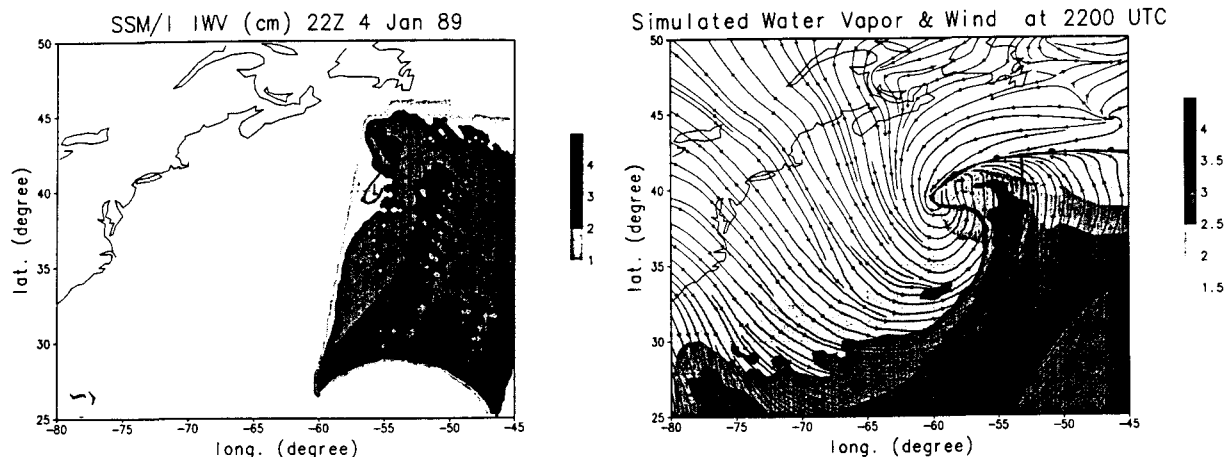 SSM/I IWV (cm) 22Z 4 Jan 89
50
45
40
35
30
25
lat. (degree)
-80 -75 -70 -65 -60 -55 -50 -45
long. (degree)
4
3
2
1
Simulated Water Vapor & Wind at 2200 UTC
50
45
40
35
30
25
lat. (degree)
-80 -75 -70 -65 -60 -55 -50 -45
long. (degree)
4
3.5
3
2.5
2
1.5